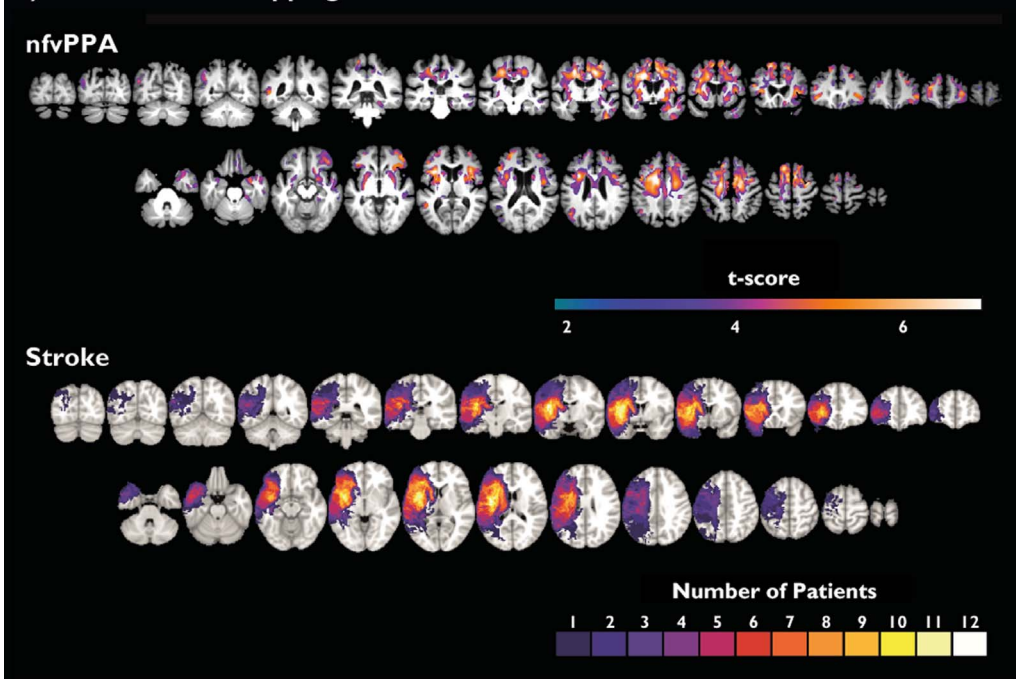 nfvPPA
t-score
2 4 6
Stroke
Number of Patients
1 2 3 4 5 6 7 8 9 10 11 12